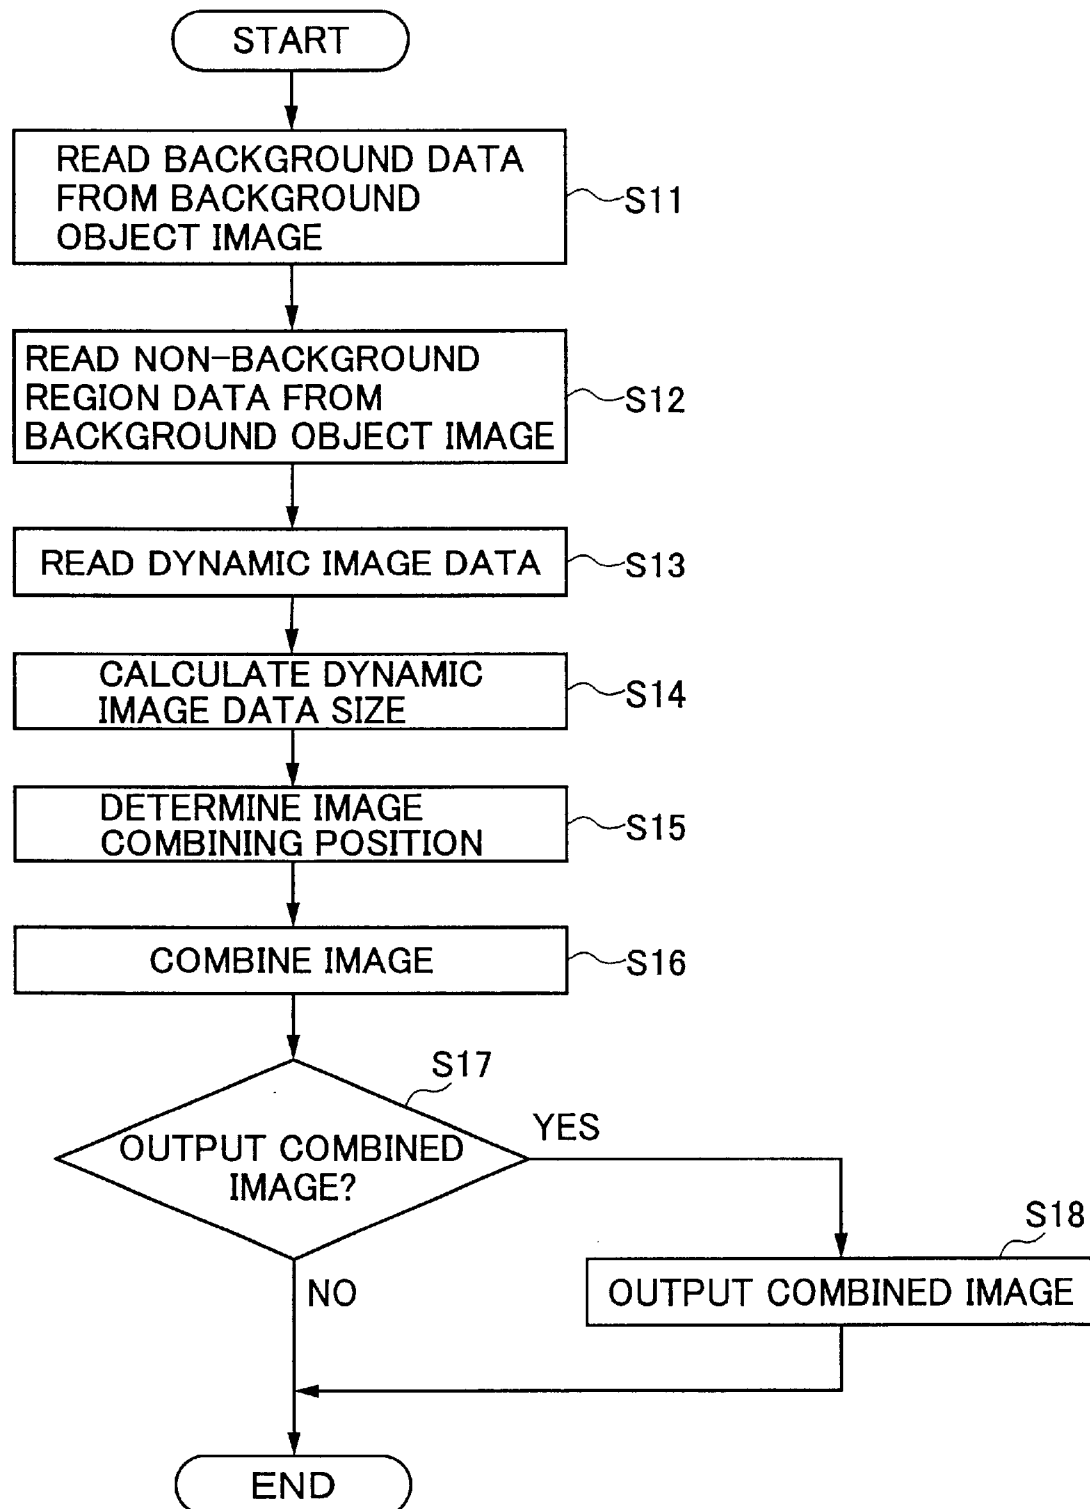 START
READ BACKGROUND DATA
FROM BACKGROUND
OBJECT IMAGE
S11
READ NON-BACKGROUND
REGION DATA FROM
BACKGROUND OBJECT IMAGE
S12
READ DYNAMIC IMAGE DATA
S13
CALCULATE DYNAMIC
IMAGE DATA SIZE
S14
DETERMINE IMAGE
COMBINING POSITION
S15
COMBINE IMAGE
S16
S17
OUTPUT COMBINED
IMAGE?
YES
NO
S18
OUTPUT COMBINED IMAGE
END